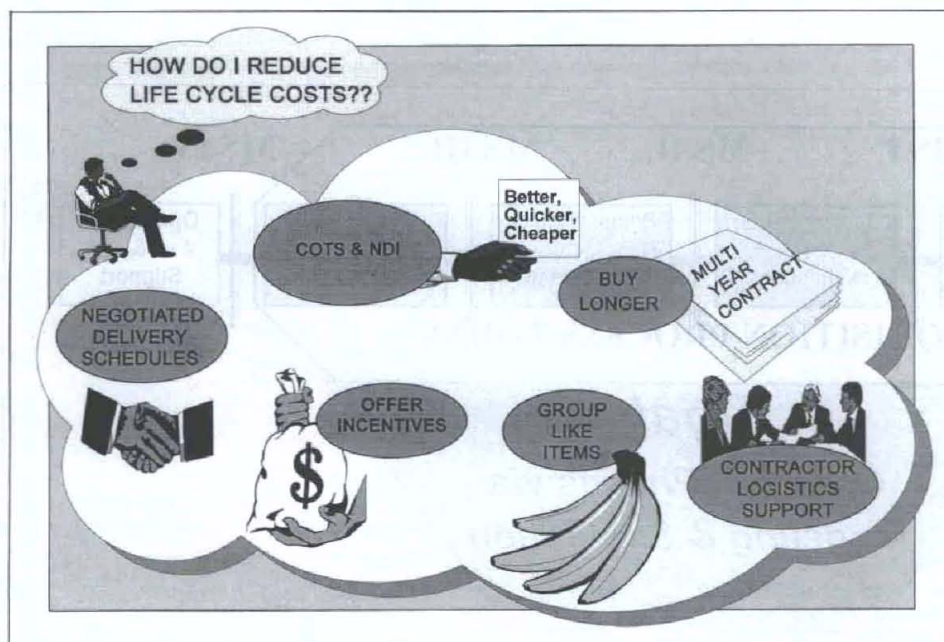 HOW DO I REDUCE
LIFE CYCLE COSTS??
COTS & NDI
Better,
Quicker,
Cheaper
BUY
LONGER
MULTI
YEAR
CONTRACT
NEGOTIATED
DELIVERY
SCHEDULES
OFFER
INCENTIVES
$
GROUP
LIKE
ITEMS
CONTRACTOR
LOGISTICS
SUPPORT